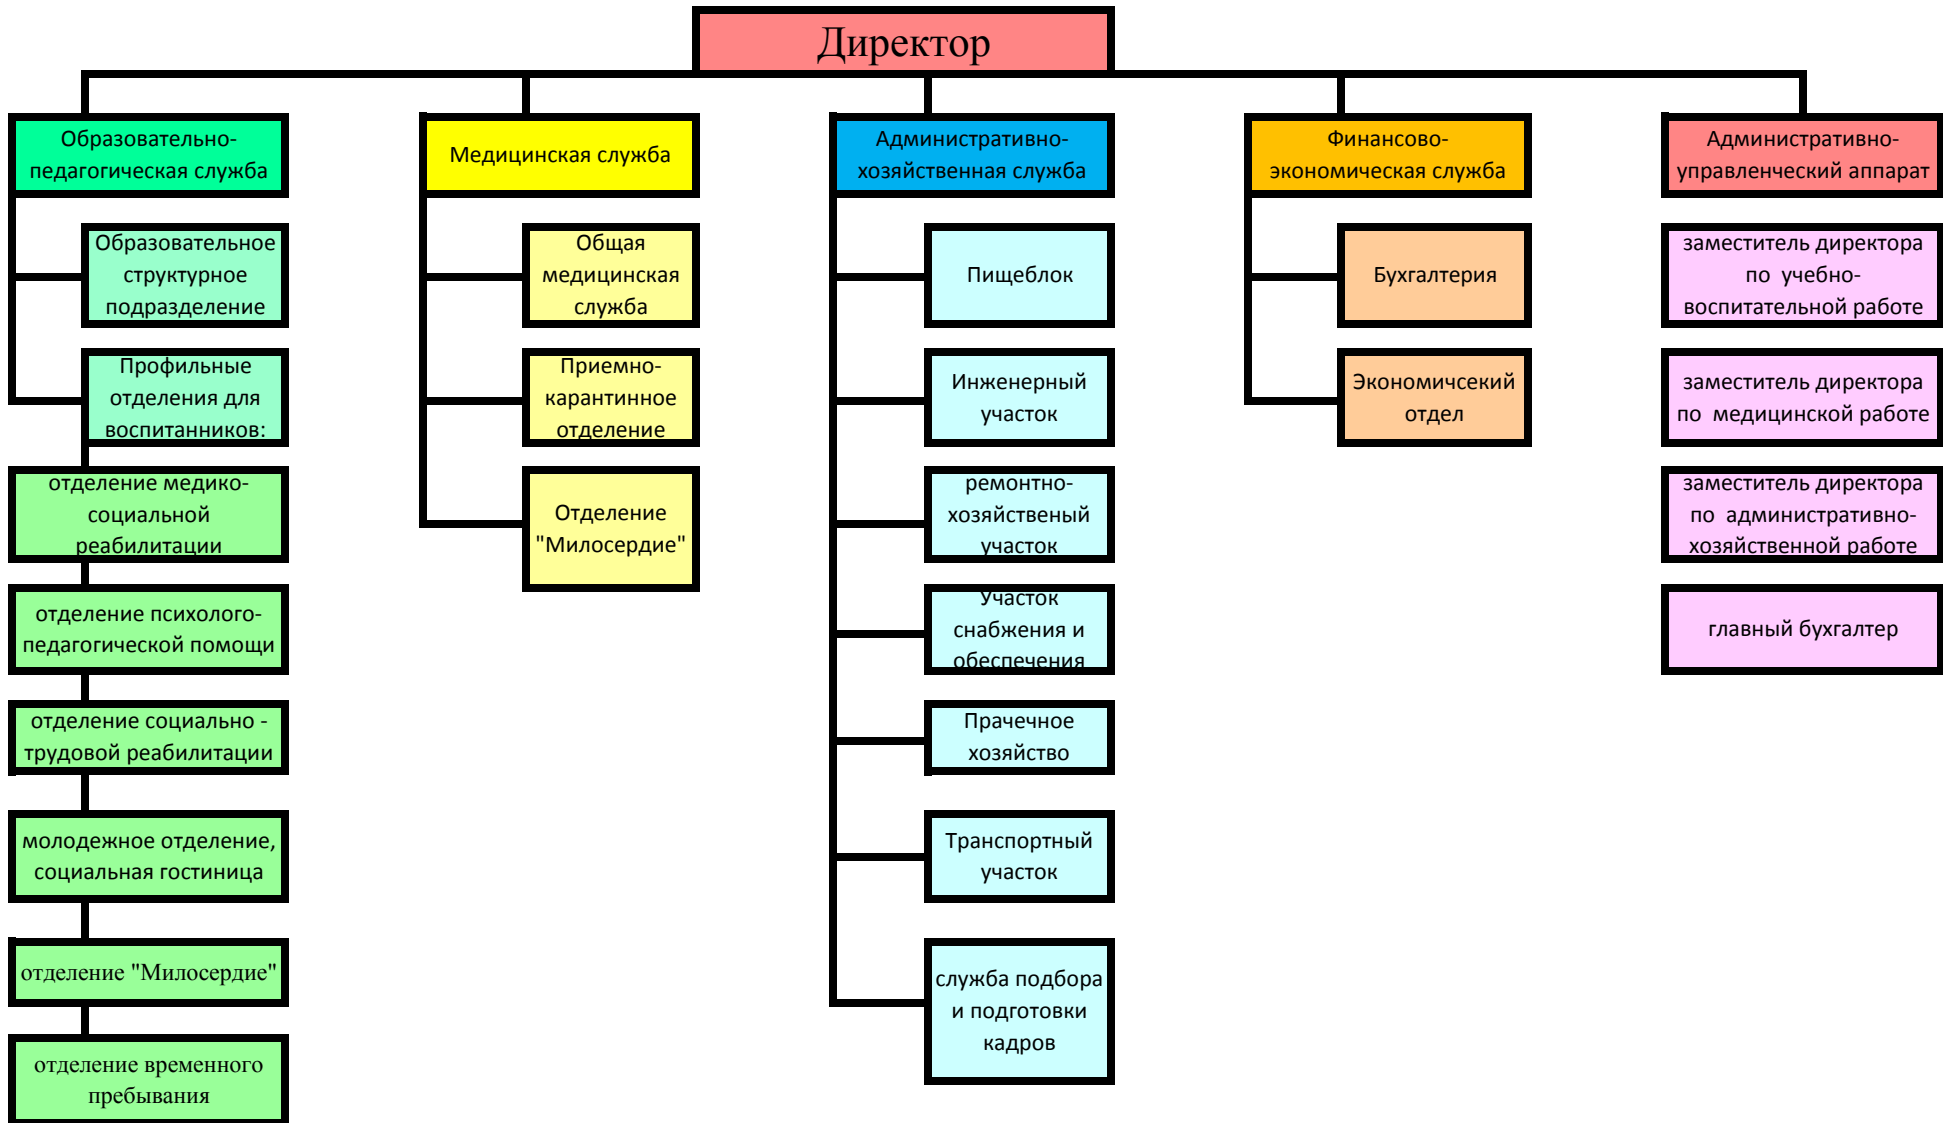 Директор
Образовательно-
педагогическая служба
Образовательное
структурное
подразделение
Профильные
отделения для
воспитанников:
отделение медико-
социальной
реабилитации
отделение психолого-
педагогической помощи
отделение социально -
трудовой реабилитации
молодежное отделение,
социальная гостиница
отделение "Милосердие"
отделение временного
пребывания
Медицинская служба
Общая
медицинская
служба
Приемно-
карантинное
отделение
Отделение
"Милосердие"
Административно-
хозяйственная служба
Пищеблок
Инженерный
участок
ремонтно-
хозяйственый
участок
Участок
снабжения и
обеспечения
Прачечное
хозяйство
Транспортный
участок
служба подбора
и подготовки
кадров
Финансово-
экономическая служба
Бухгалтерия
Экономичсекий
отдел
Административно-
управленческий аппарат
заместитель директора
по учебно-
воспитательной работе
заместитель директора
по медицинской работе
заместитель директора
по административно-
хозяйственной работе
главный бухгалтер